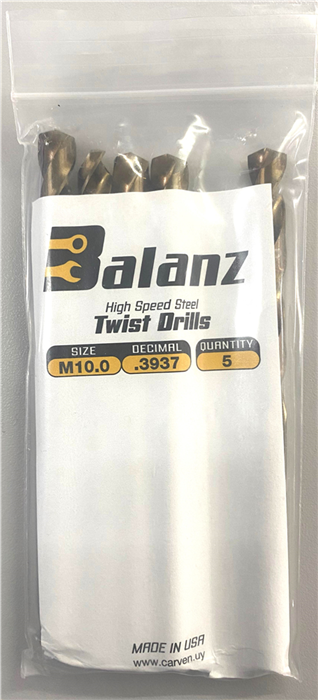 Balanz
High Speed Steel
Twist Drills
SIZE DECIMAL QUANTITY
M10.0 .3937 5
MADE IN USA
www.carven.uy